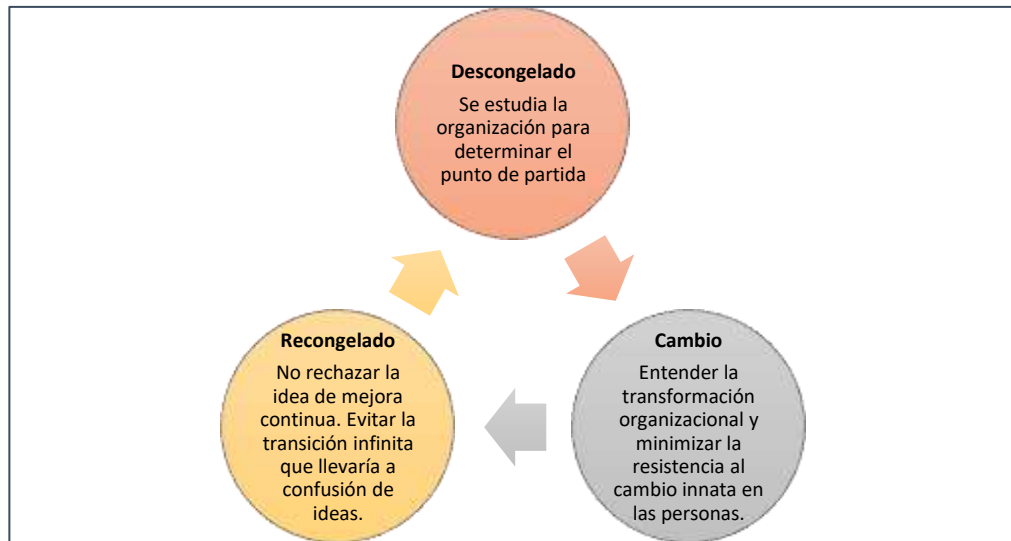 Descongelado
Se estudia la
organización para
determinar el
punto de partida
Recongelado
No rechazar la
idea de mejora
continua. Evitar la
transición infinita
que llevaría a
confusión de
ideas.
Cambio
Entender la
transformación
organizacional y
minimizar la
resistencia al
cambio innata en
las personas.